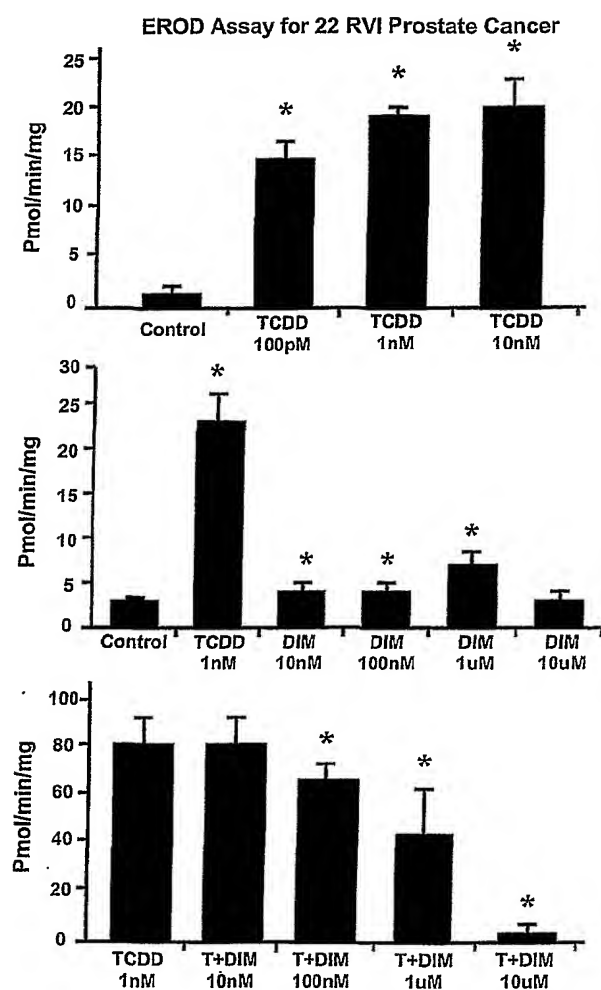 EROD Assay for 22 RVI Prostate Cancer
Pmol/min/mg
25
20
15
10
5
0
* * *
Control TCDD TCDD TCDD
100pM 1nM 10nM
Pmol/min/mg
30
25
20
15
10
5
0
* * * *
Control TCDD DIM DIM DIM DIM
1nM 10nM 100nM 1uM 10uM
Pmol/min/mg
100
80
60
40
20
0
* * *
TCDD T+DIM T+DIM T+DIM T+DIM
1nM 10nM 100nM 1uM 10uM